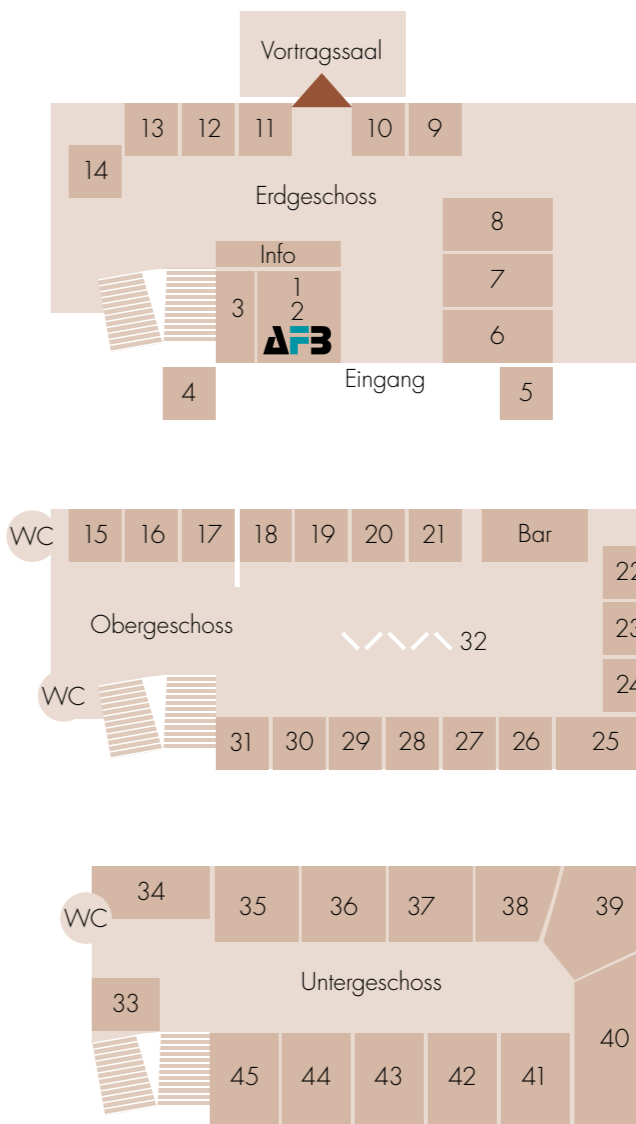 Vortragssaal
13 12 11 10 9
14
Erdgeschoss
8
Info
7
1
3 2
AFB
6
Eingang
4 5
WC 15 16 17 18 19 20 21 Bar
22
Obergeschoss
23
32
WC
24
31 30 29 28 27 26 25
34
WC
35 36 37 38 39
Untergeschoss
33
40
45 44 43 42 41